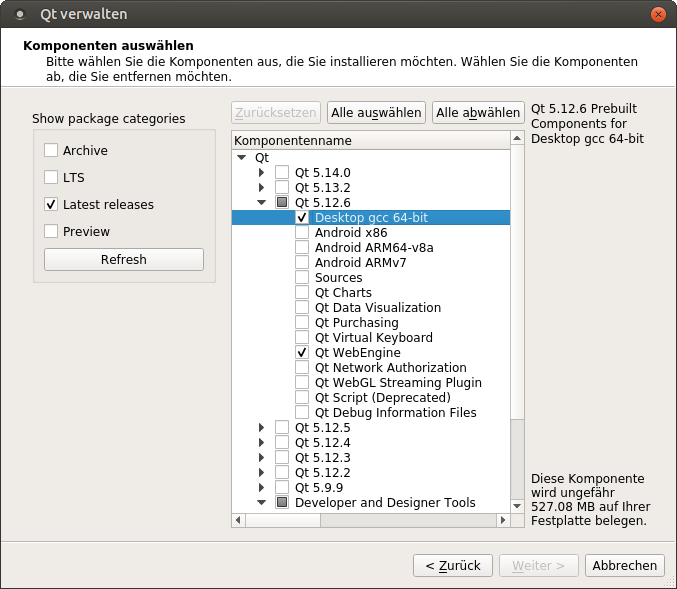 Qt verwalten
Komponenten auswählen
Bitte wählen Sie die Komponenten aus, die Sie installieren möchten. Wählen Sie die Komponenten
ab, die Sie entfernen möchten.
Show package categories
Archive
LTS
Latest releases
Preview
Refresh
Zurücksetzen
Alle auswählen
Alle abwählen
Komponentenname
Qt
Qt 5.14.0
Qt 5.13.2
Qt 5.12.6
Desktop gcc 64-bit
Android x86
Android ARM64-v8a
Android ARMv7
Sources
Qt Charts
Qt Data Visualization
Qt Purchasing
Qt Virtual Keyboard
Qt WebEngine
Qt Network Authorization
Qt WebGL Streaming Plugin
Qt Script (Deprecated)
Qt Debug Information Files
Qt 5.12.5
Qt 5.12.4
Qt 5.12.3
Qt 5.12.2
Qt 5.9.9
Developer and Designer Tools
Qt 5.12.6 Prebuilt
Components for
Desktop gcc 64-bit
Diese Komponente
wird ungefähr
527.08 MB auf Ihrer
Festplatte belegen.
< Zurück
Weiter >
Abbrechen